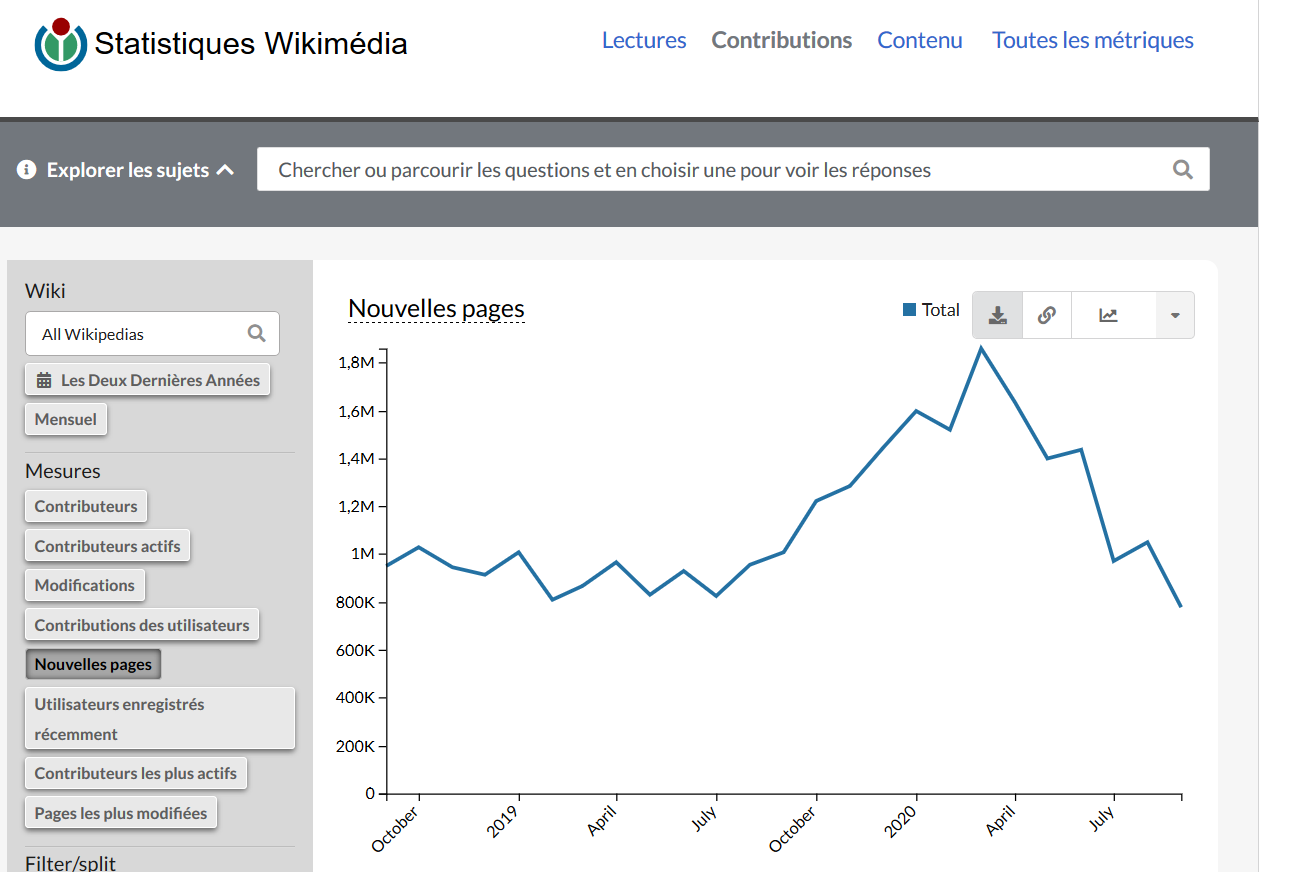 Statistiques Wikimédia
Lectures Contributions Contenu Toutes les métriques
Explorer les sujets
Chercher ou parcourir les questions et en choisir une pour voir les réponses
Wiki
All Wikipedias
Les Deux Dernières Années
Mensuel
Mesures
Contributeurs
Contributeurs actifs
Modifications
Contributions des utilisateurs
Nouvelles pages
Utilisateurs enregistrés
récemment
Contributeurs les plus actifs
Pages les plus modifiées
Filter/split
Nouvelles pages
Total
1,8M
1,6M
1,4M
1,2M
1M
800K
600K
400K
200K
0
October 2019 April July October 2020 April July